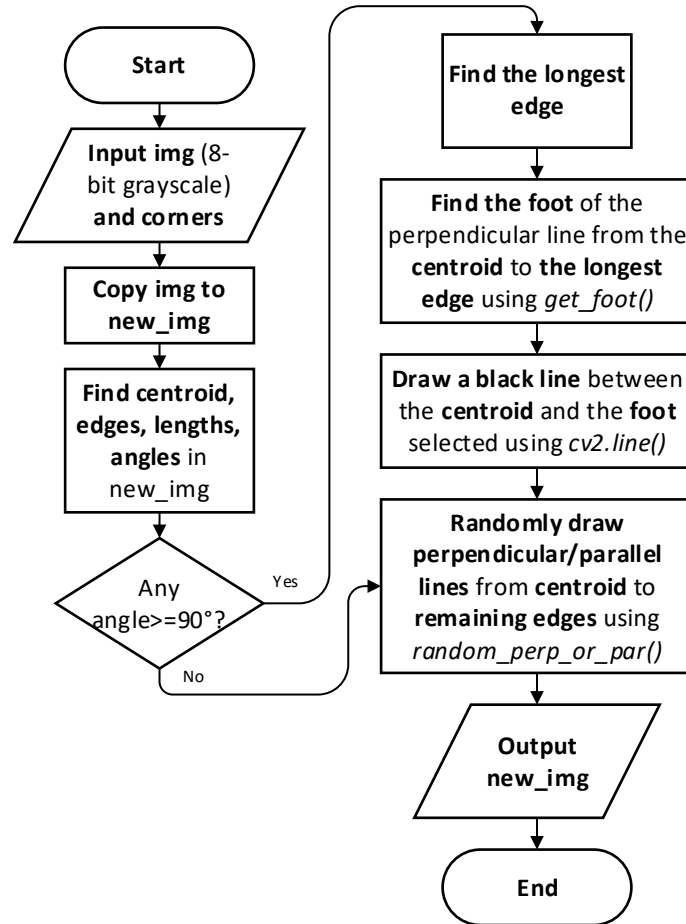 Start
Input img (8-
bit grayscale)
and corners
Copy img to
new_img
Find centroid,
edges, lengths,
angles in
new_img
Any
angle>=90°?
Yes
No
Find the longest
edge
Find the foot of the
perpendicular line from the
centroid to the longest
edge using get_foot()
Draw a black line between
the centroid and the foot
selected using cv2.line()
Randomly draw
perpendicular/parallel
lines from centroid to
remaining edges using
random_perp_or_par()
Output
new_img
End